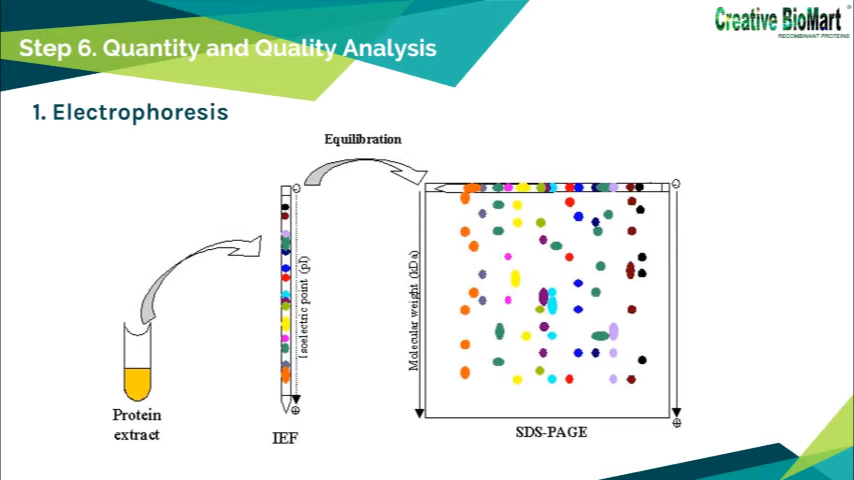 Creative BioMart®
RECOMBINANT PROTEINS
Step 6. Quantity and Quality Analysis
1. Electrophoresis
Equilibration
Isoelectric point (pI)
Molecular weight (kDa)
Protein
extract
IEF
SDS-PAGE